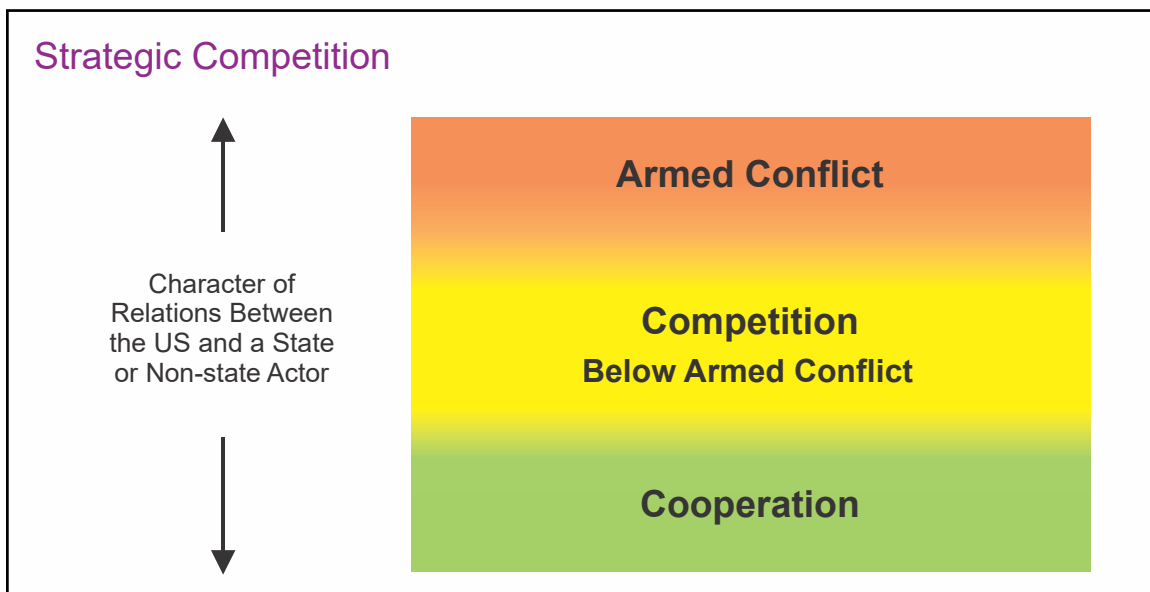 Strategic Competition
Character of
Relations Between
the US and a State
or Non-state Actor
Armed Conflict
Competition
Below Armed Conflict
Cooperation